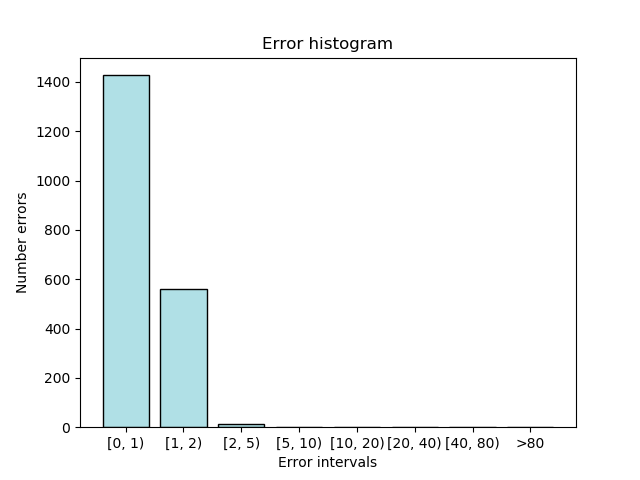 Error histogram
Number errors
1400
1200
1000
800
600
400
200
0
[0, 1) [1, 2) [2, 5) [5, 10) [10, 20) [20, 40) [40, 80) >80
Error intervals